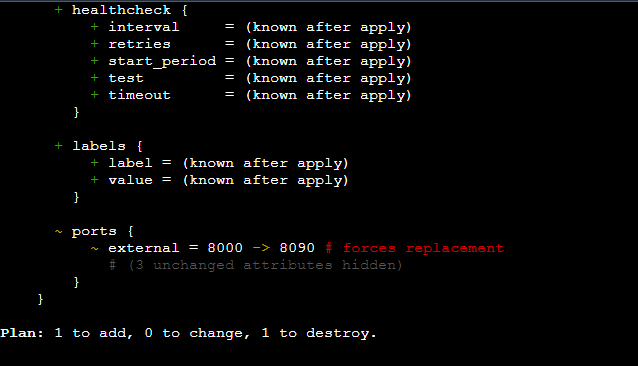 + healthcheck {
+ interval = (known after apply)
+ retries = (known after apply)
+ start_period = (known after apply)
+ test = (known after apply)
+ timeout = (known after apply)
}
+ labels {
+ label = (known after apply)
+ value = (known after apply)
}
~ ports {
~ external = 8000 -> 8090 # forces replacement
# (3 unchanged attributes hidden)
}
}
Plan: 1 to add, 0 to change, 1 to destroy.